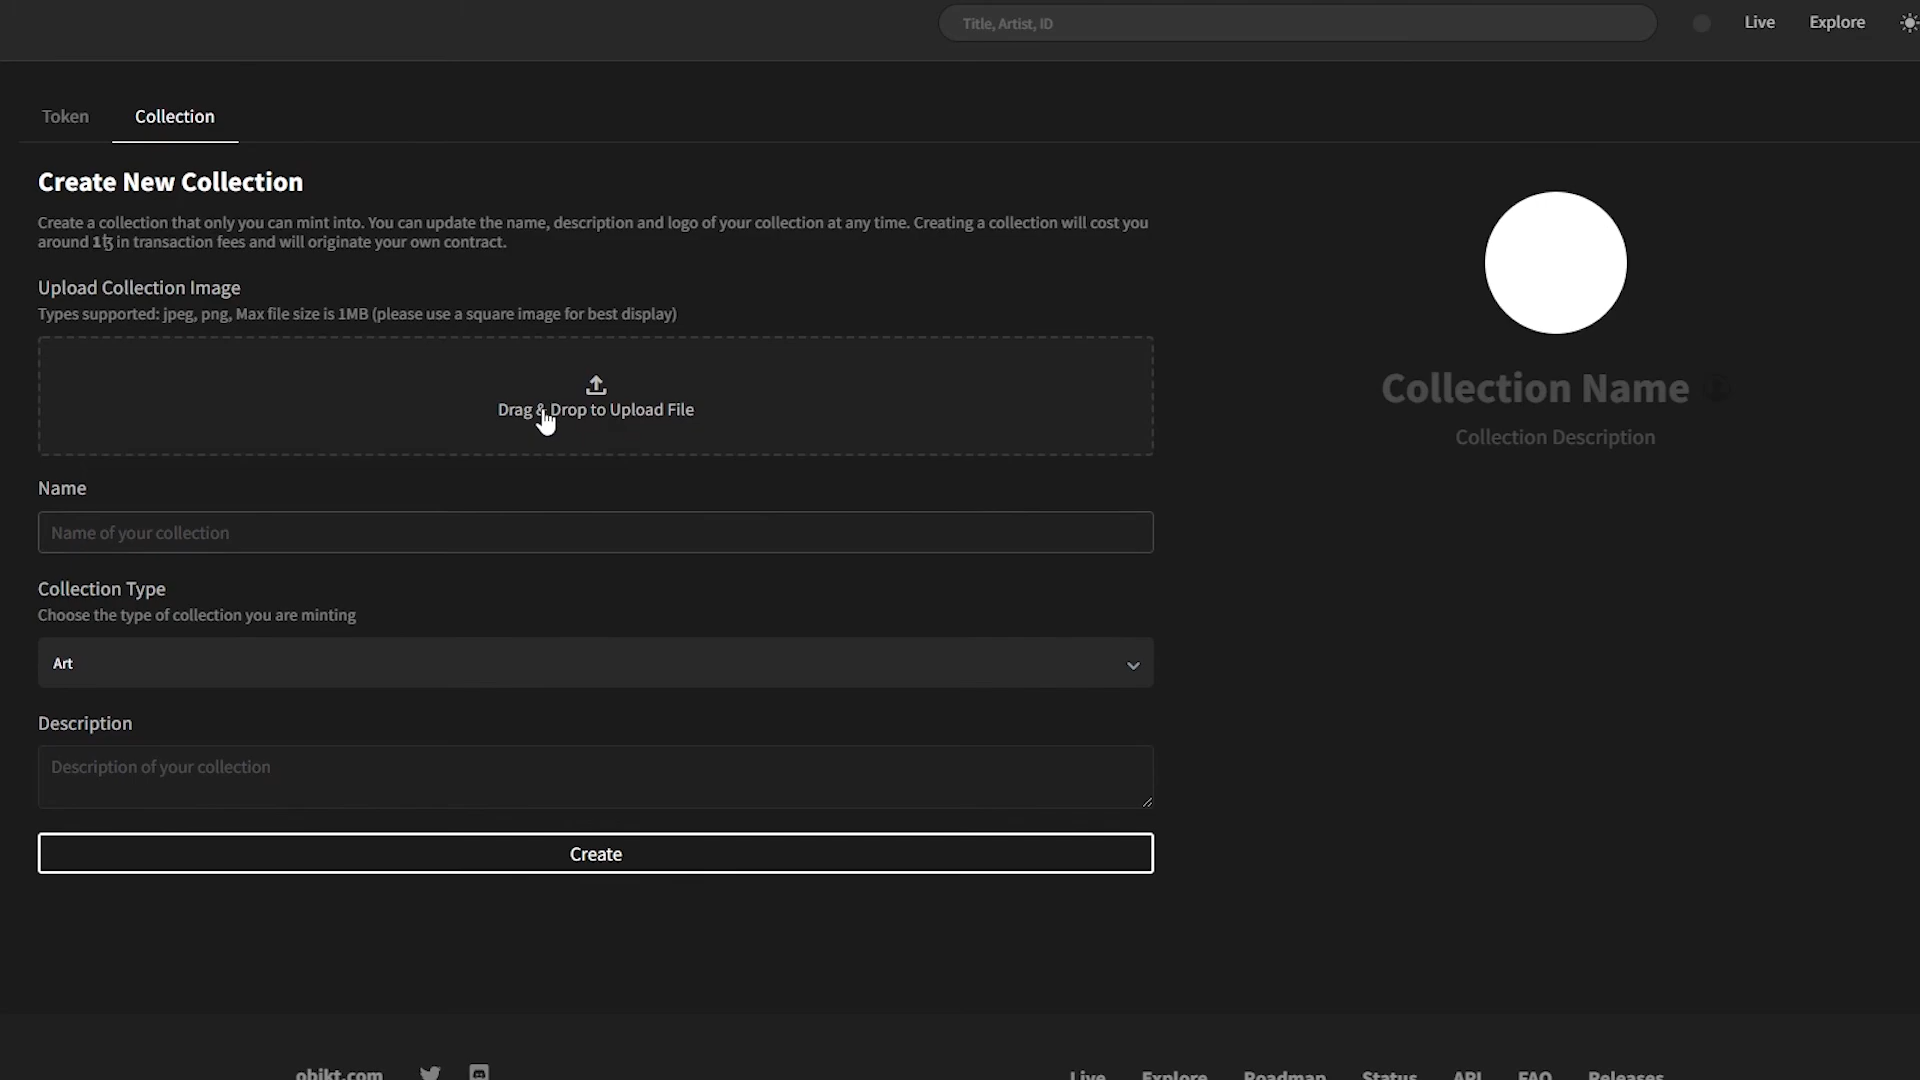 Title, Artist, ID
Live
Explore
Token
Collection
Create New Collection
Create a collection that only you can mint into. You can update the name, description and logo of your collection at any time. Creating a collection will cost you
around 1ꜩ in transaction fees and will originate your own contract.
Upload Collection Image
Types supported: jpeg, png, Max file size is 1MB (please use a square image for best display)
Drag & Drop to Upload File
Name
Name of your collection
Collection Type
Choose the type of collection you are minting
Art
Description
Description of your collection
Create
Collection Name
Collection Description
objkt.com
Live
Explore
Roadmap
Status
API
FAQ
Releases